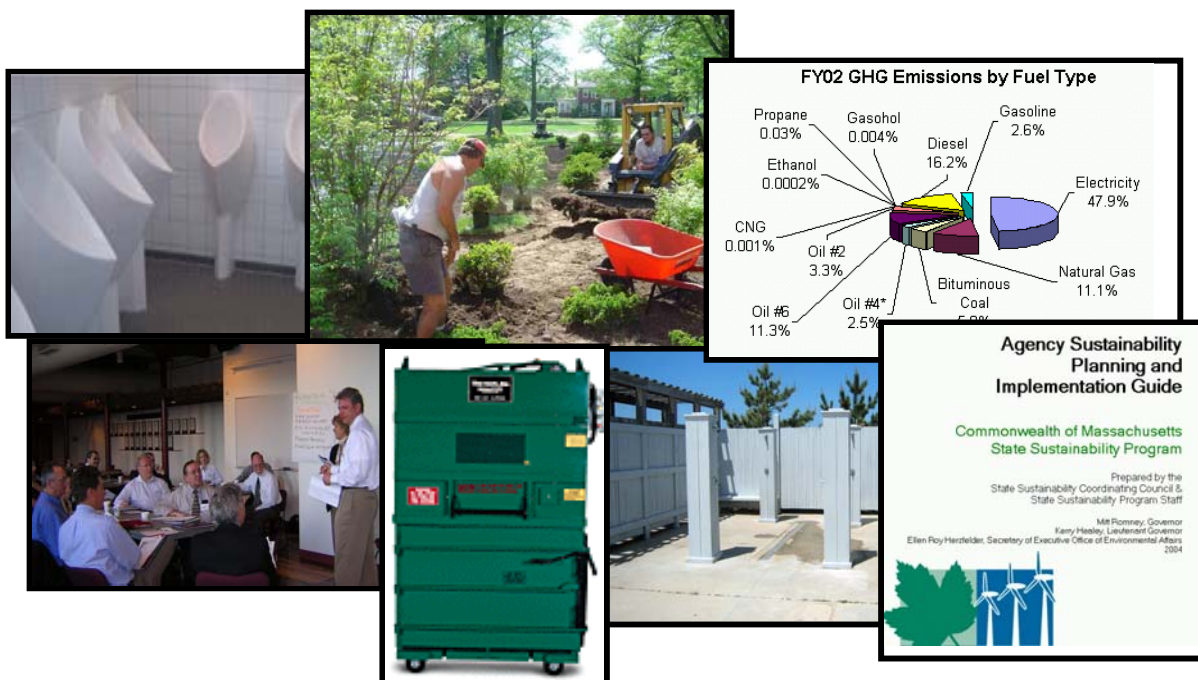 FY02 GHG Emissions by Fuel Type
Propane
0.03%
Gasohol
0.004%
Gasoline
2.6%
Diesel
16.2%
Ethanol
0.0002%
Electricity
47.9%
CNG
0.001%
Oil #2
3.3%
Natural Gas
11.1%
Bituminous
Coal
Oil #4*
2.5%
Oil #6
11.3%
Agency Sustainability
Planning and
Implementation Guide
Commonwealth of Massachusetts
State Sustainability Program
Prepared by the
State Sustainability Coordinating Council &
State Sustainability Program Staff
Mitt Romney, Governor
Kerry Healey, Lieutenant Governor
Ellen Roy Herzfelder, Secretary of Executive Office of Environmental Affairs
2004